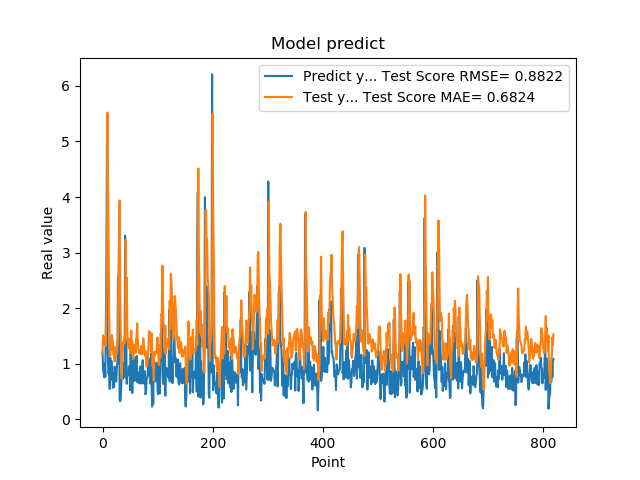 Model predict
Predict y... Test Score RMSE= 0.8822
Test y... Test Score MAE= 0.6824
Real value
6
5
4
3
2
1
0
0 200 400 600 800
Point